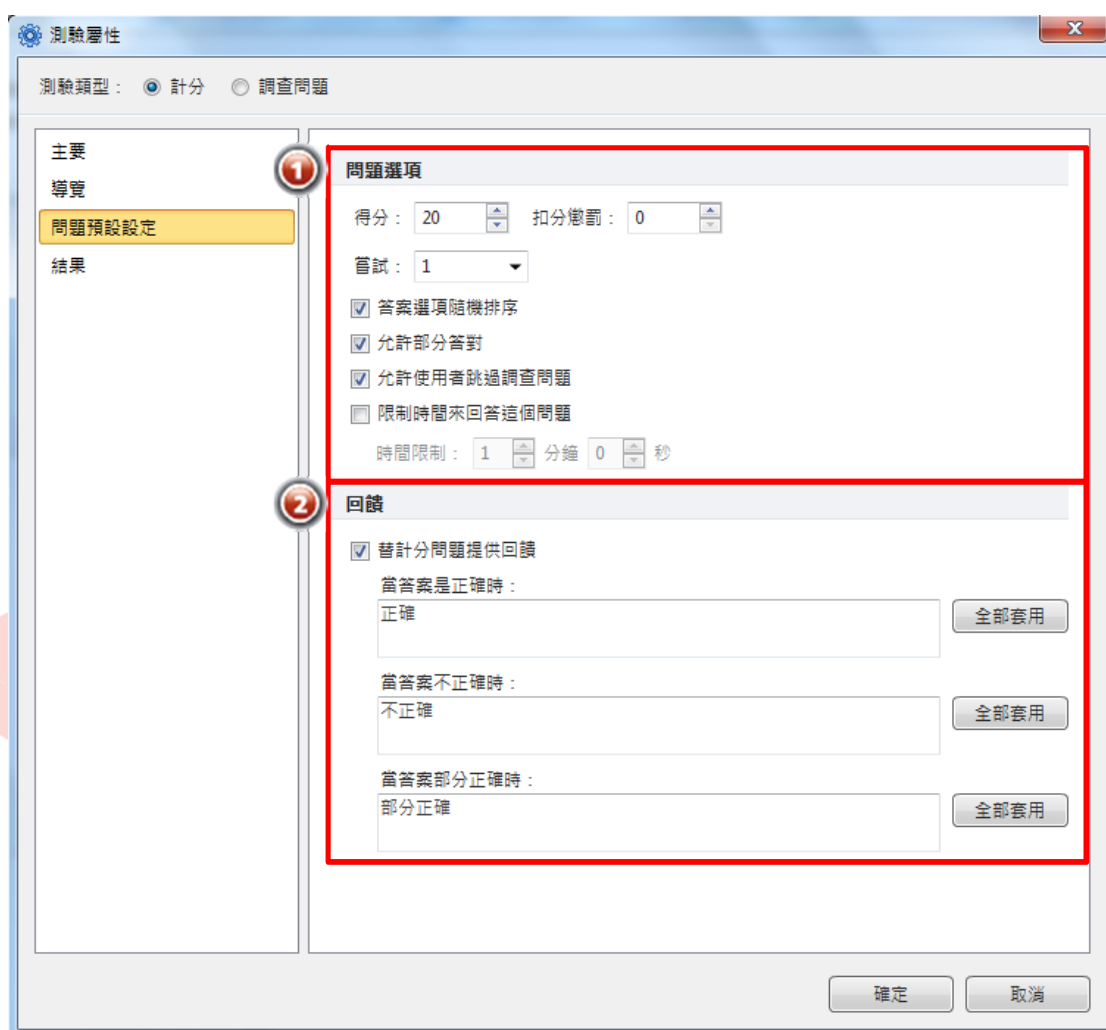 測驗屬性
測驗類型： 計分 調查問題
主要
導覽
問題預設設定
結果
1
問題選項
得分： 20 扣分懲罰： 0
嘗試： 1
答案選項隨機排序
允許部分答對
允許使用者跳過調查問題
限制時間來回答這個問題
時間限制： 1 分鐘 0 秒
2
回饋
替計分問題提供回饋
當答案是正確時：
正確 全部套用
當答案不正確時：
不正確 全部套用
當答案部分正確時：
部分正確 全部套用
確定 取消